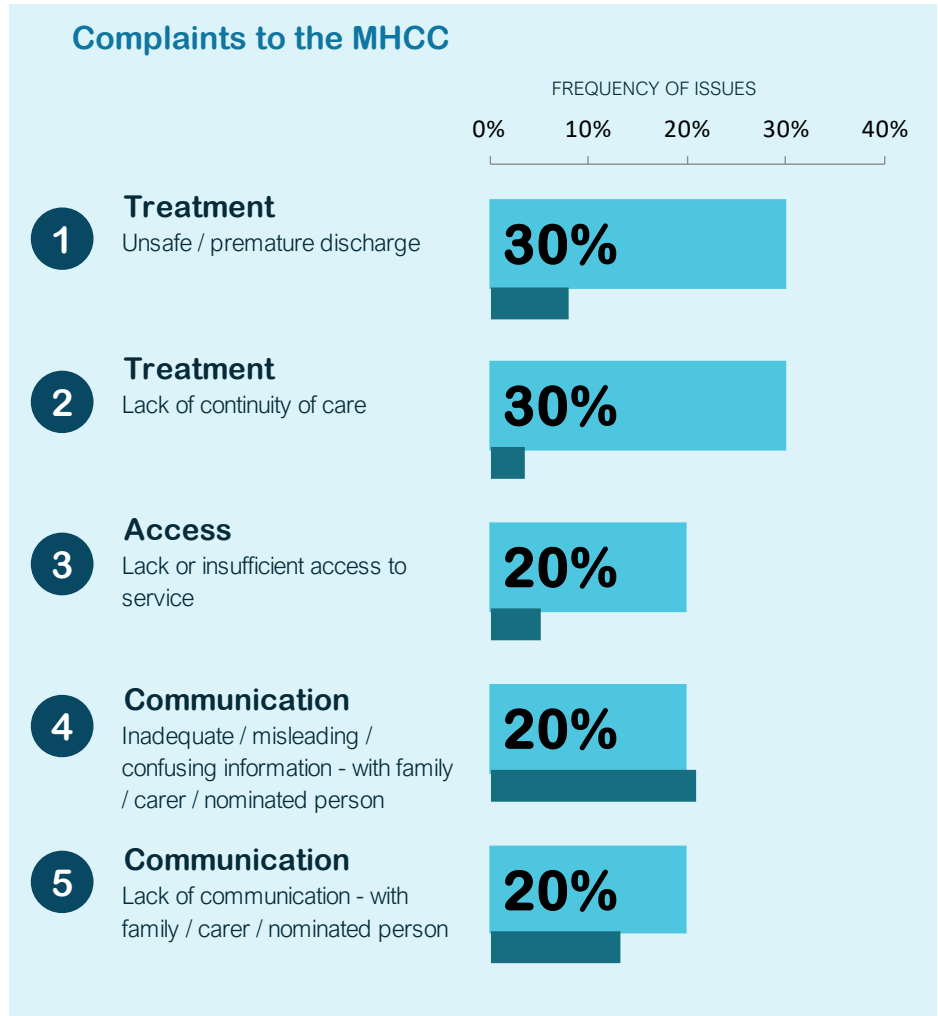 Complaints to the MHCC
FREQUENCY OF ISSUES
0% 10% 20% 30% 40%
1
Treatment
Unsafe / premature discharge
30%
2
Treatment
Lack of continuity of care
30%
3
Access
Lack or insufficient access to
service
20%
4
Communication
Inadequate / misleading /
confusing information - with family
/ carer / nominated person
20%
5
Communication
Lack of communication - with
family / carer / nominated person
20%